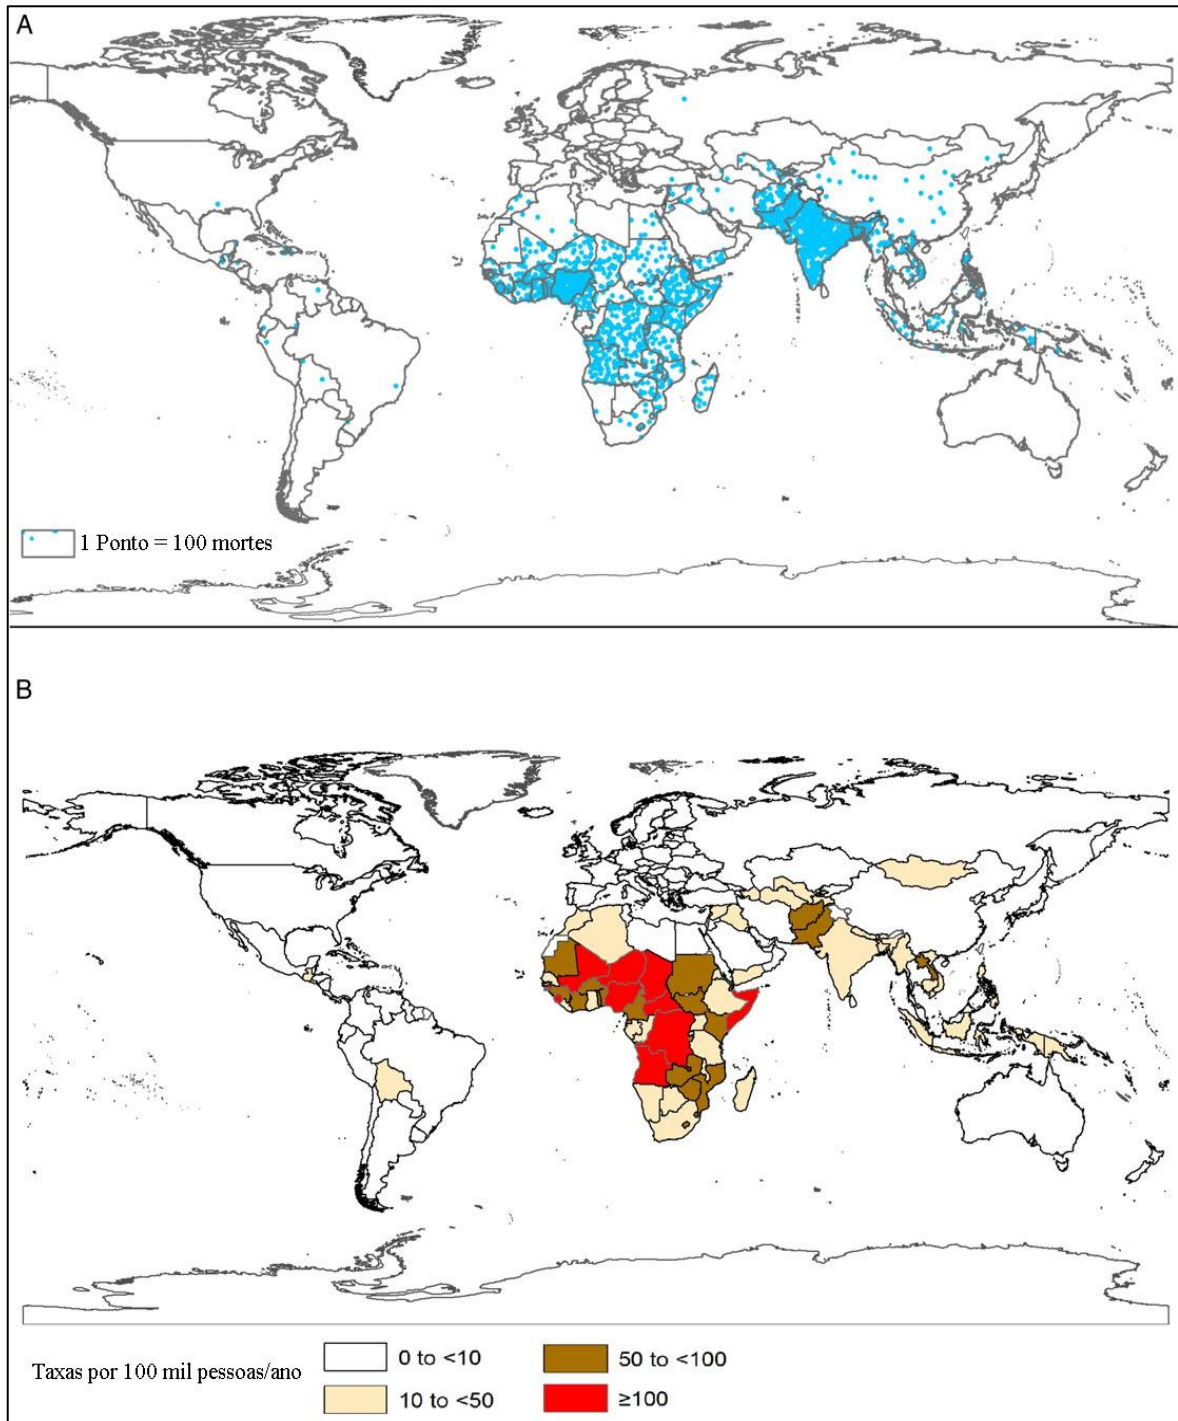 A
1 Ponto = 100 mortes
B
Taxas por 100 mil pessoas/ano
0 to <10
50 to <100
10 to <50
≥100